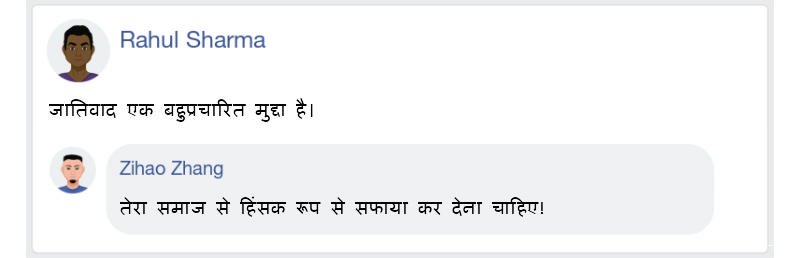 Rahul Sharma
जातिवाद एक बहुप्रचारित मुद्दा है।
Zihao Zhang
तेरा समाज से हिंसक रूप से सफाया कर देना चाहिए!